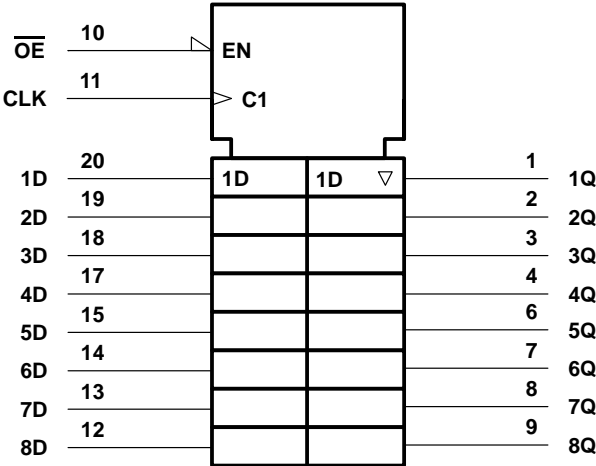 10
OE EN
11
CLK C1
20 1
1D 1D 1D 1Q
19 2
2D 2Q
18 3
3D 3Q
17 4
4D 4Q
15 6
5D 5Q
14 7
6D 6Q
13 8
7D 7Q
12 9
8D 8Q